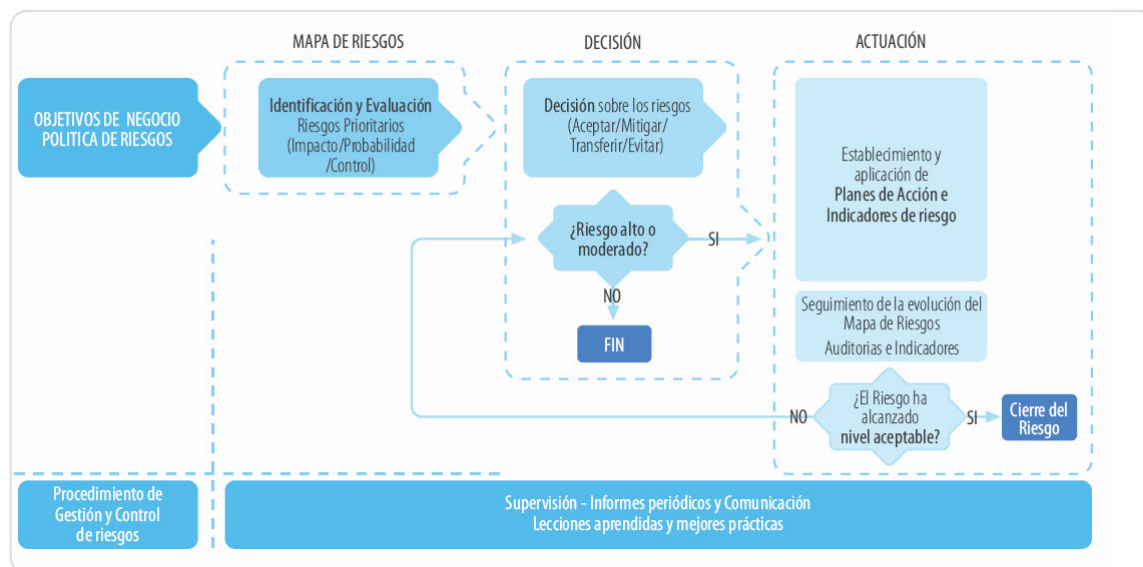 MAPA DE RIESGOS
DECISIÓN
ACTUACIÓN
OBJETIVOS DE NEGOCIO
POLITICA DE RIESGOS
Identificación y Evaluación
Riesgos Prioritarios
(Impacto/Probabilidad
/Control)
Decisión sobre los riesgos
(Aceptar/Mitigar/
Transferir/Evitar)
¿Riesgo alto o
moderado?
SI
NO
FIN
Establecimiento y
aplicación de
Planes de Acción e
Indicadores de riesgo
Seguimiento de la evolución del
Mapa de Riesgos
Auditorias e Indicadores
¿El Riesgo ha
alcanzado
nivel aceptable?
NO
SI
Cierre del
Riesgo
Procedimiento de
Gestión y Control
de riesgos
Supervisión - Informes periódicos y Comunicación
Lecciones aprendidas y mejores prácticas